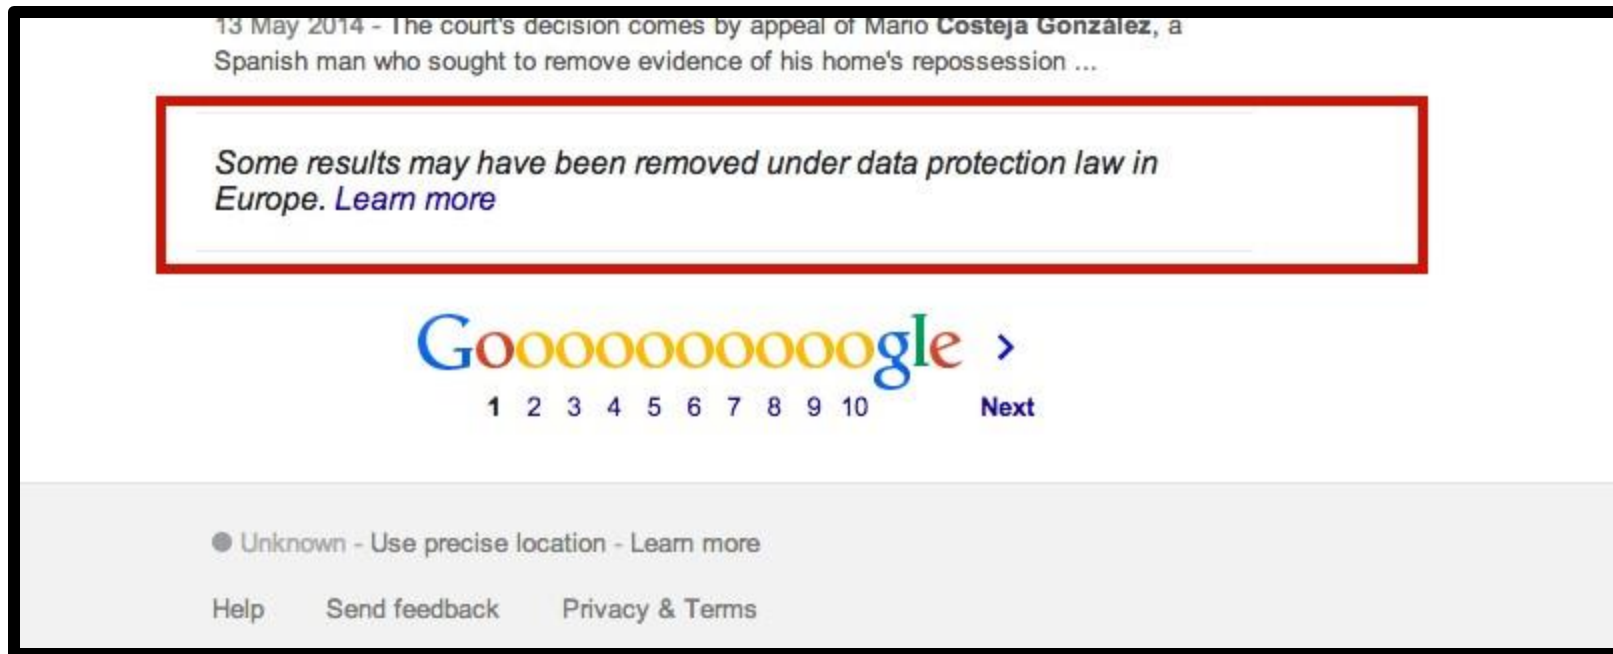 13 May 2014 - The court's decision comes by appeal of Mario Costeja González, a
Spanish man who sought to remove evidence of his home's repossession ...
Some results may have been removed under data protection law in
Europe. Learn more
Goooooooooogle >
1 2 3 4 5 6 7 8 9 10 Next
Unknown - Use precise location - Learn more
Help Send feedback Privacy & Terms